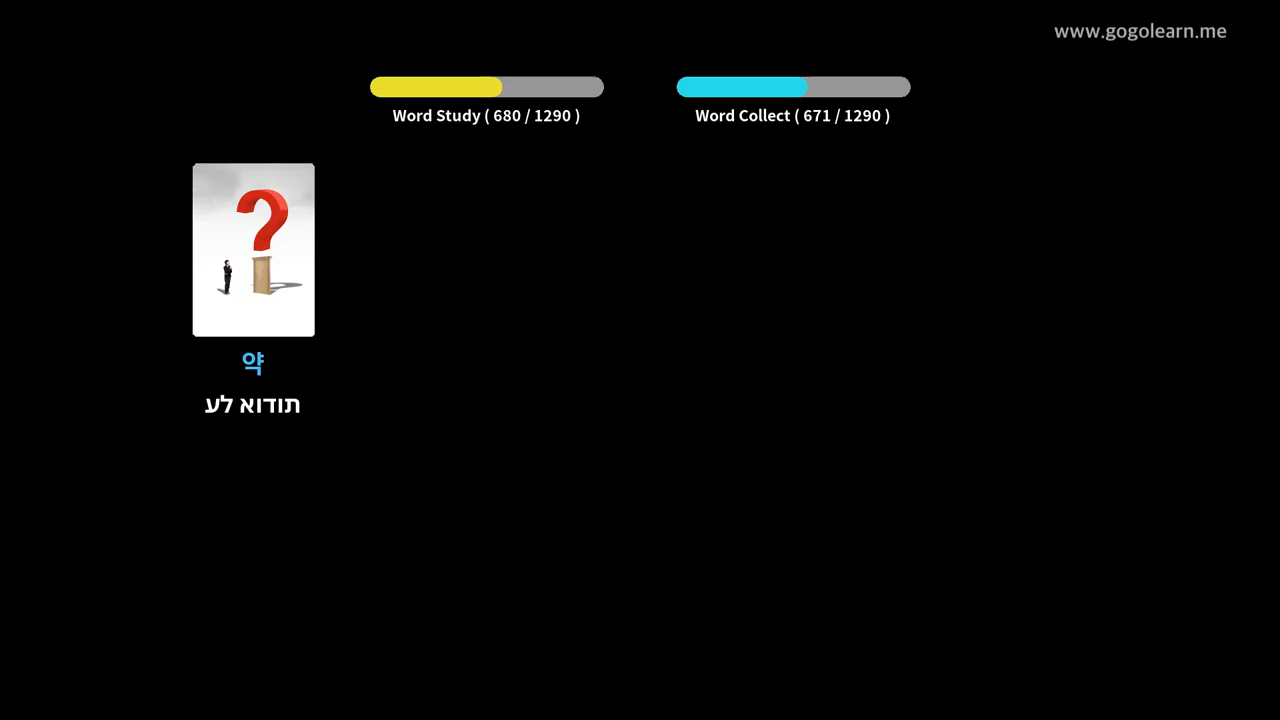 www.gogolearn.me
Word Study ( 680 / 1290 )
Word Collect ( 671 / 1290 )
약
תודוא לע